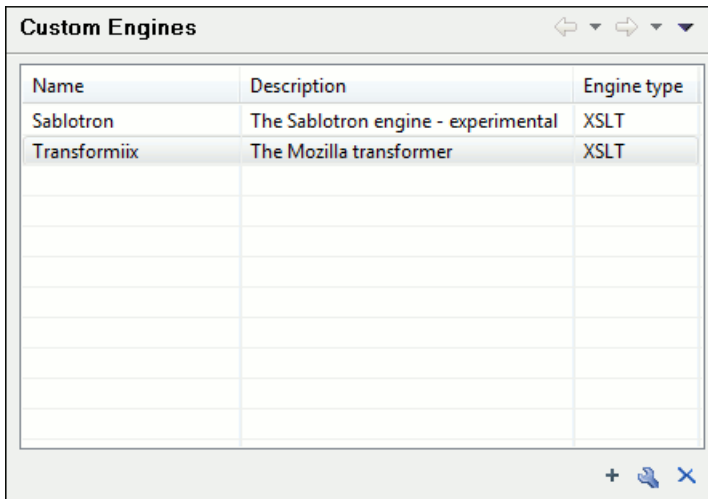 Custom Engines
Name Description Engine type
Sablotron The Sablotron engine - experimental XSLT
Transformiix The Mozilla transformer XSLT